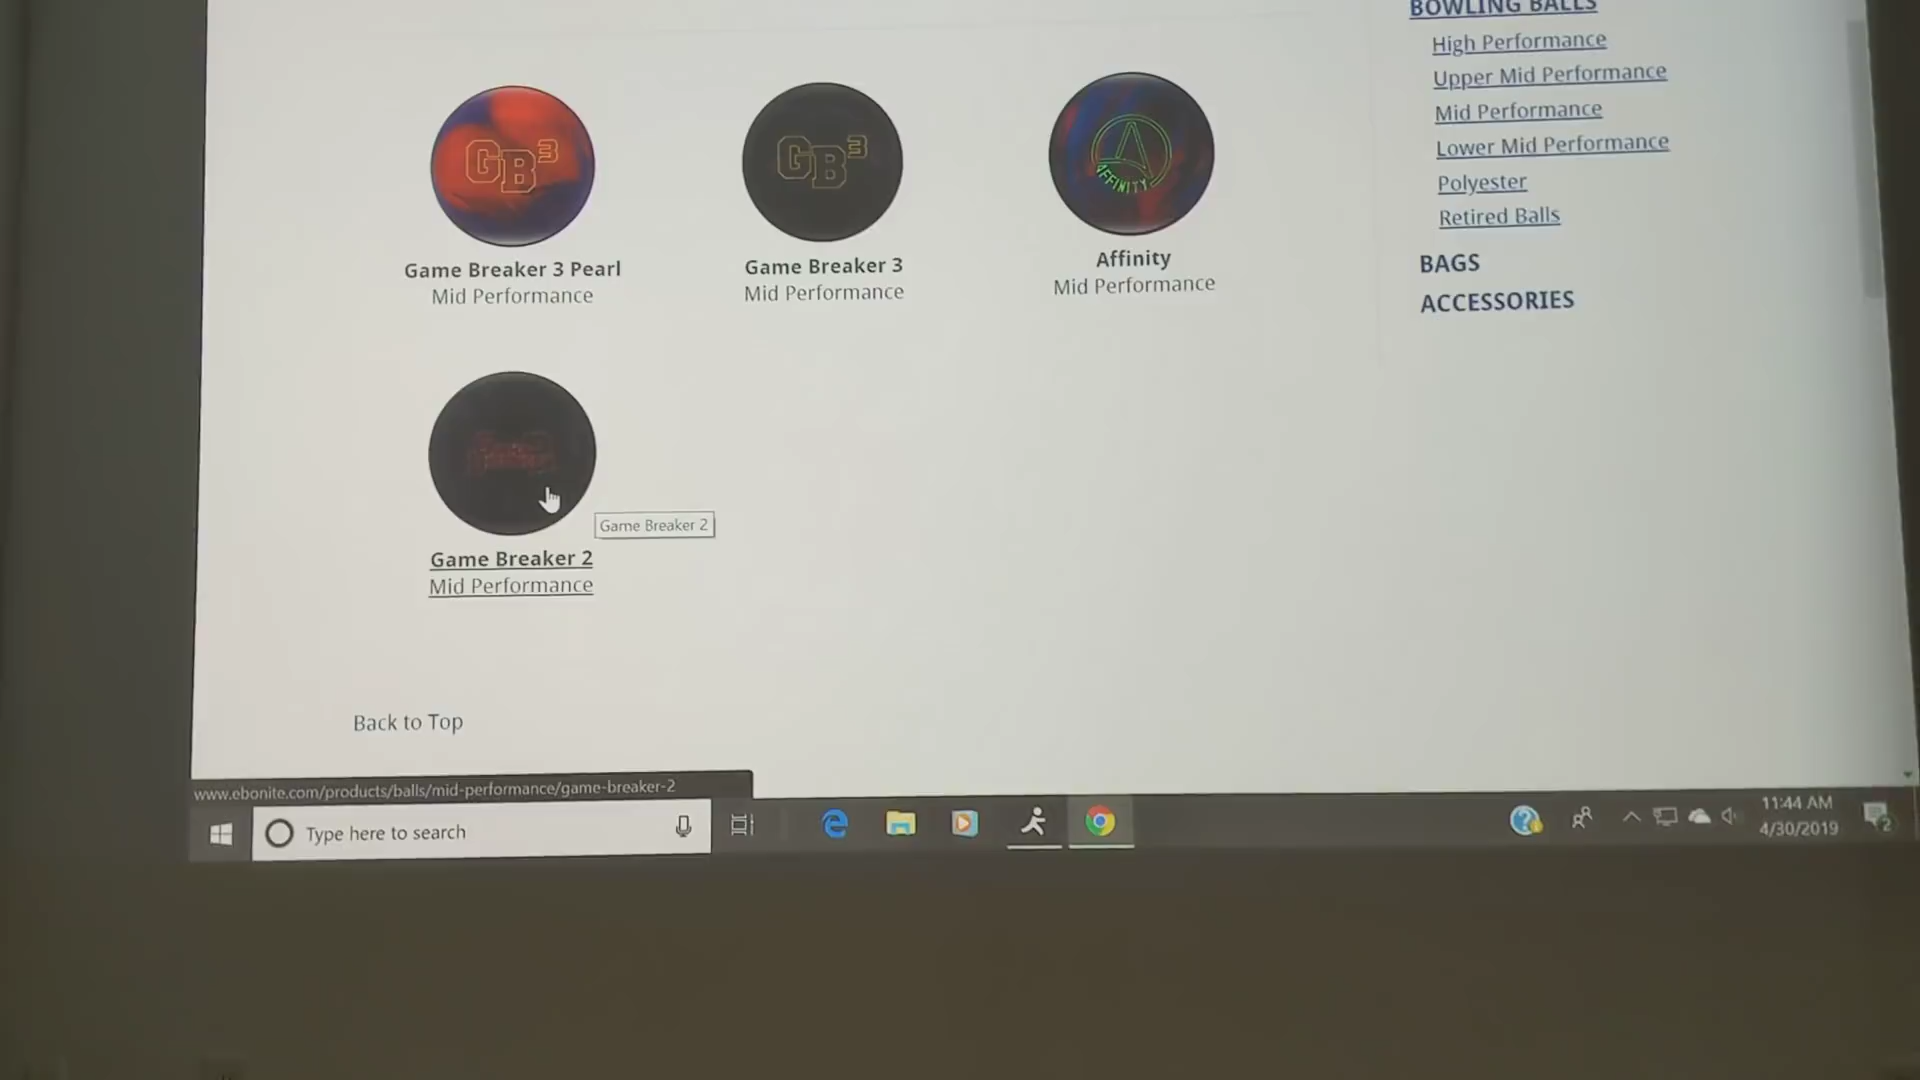 BOWLING BALLS
High Performance
Upper Mid Performance
Mid Performance
Lower Mid Performance
Polyester
Retired Balls
BAGS
ACCESSORIES
GB3
Game Breaker 3 Pearl
Mid Performance
GB3
Game Breaker 3
Mid Performance
AFFINITY
Affinity
Mid Performance
Game Breaker 2
Game Breaker 2
Mid Performance
Back to Top
www.ebonite.com/products/balls/mid-performance/game-breaker-2
Type here to search
11:44 AM
4/30/2019
2